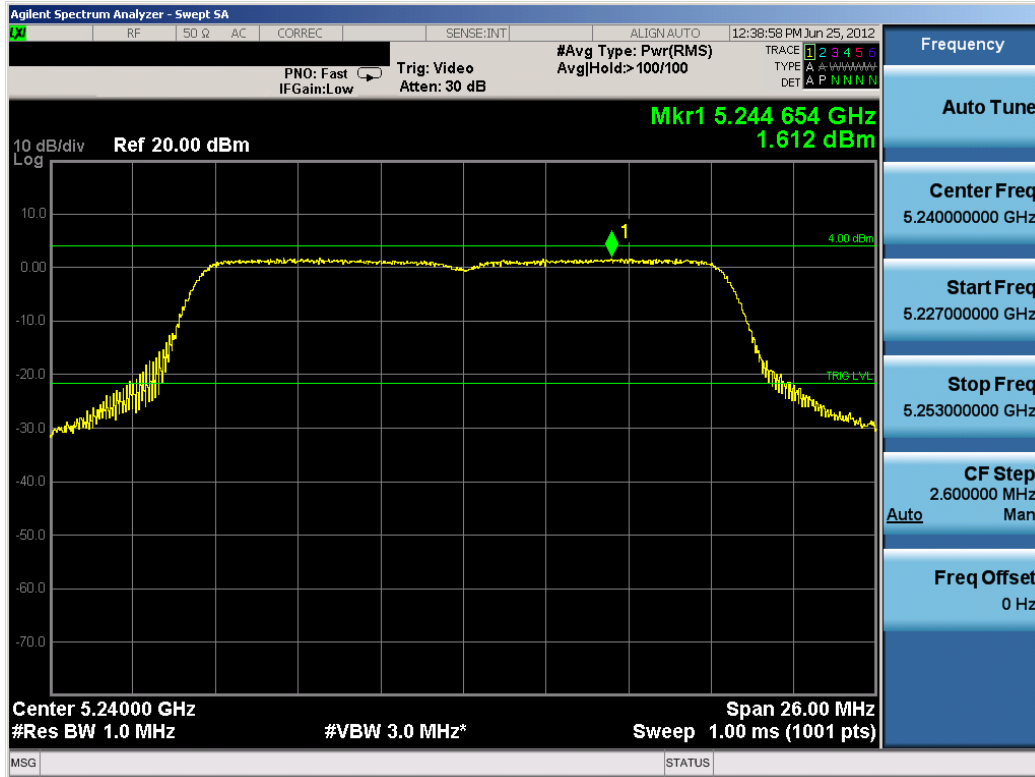 Agilent Spectrum Analyzer - Swept SA
LXI RF 50 Ω AC CORREC SENSE:INT ALIGN AUTO 12:38:58 PM Jun 25, 2012
Frequency
PNO: Fast
IFGain:Low
Trig: Video
Atten: 30 dB
#Avg Type: Pwr(RMS)
Avg|Hold:>100/100
TRACE 1 2 3 4 5 6
TYPE A A W W W W
DET A P N N N N
Auto Tune
Mkr1 5.244 654 GHz
1.612 dBm
10 dB/div Ref 20.00 dBm
Log
10.0
0.00
-10.0
-20.0
-30.0
-40.0
-50.0
-60.0
-70.0
1
4.00 dBm
TRIG LVL
Center Freq
5.240000000 GHz
Start Freq
5.227000000 GHz
Stop Freq
5.253000000 GHz
CF Step
2.600000 MHz
Auto Man
Freq Offset
0 Hz
Center 5.24000 GHz Span 26.00 MHz
#Res BW 1.0 MHz #VBW 3.0 MHz* Sweep 1.00 ms (1001 pts)
MSG STATUS